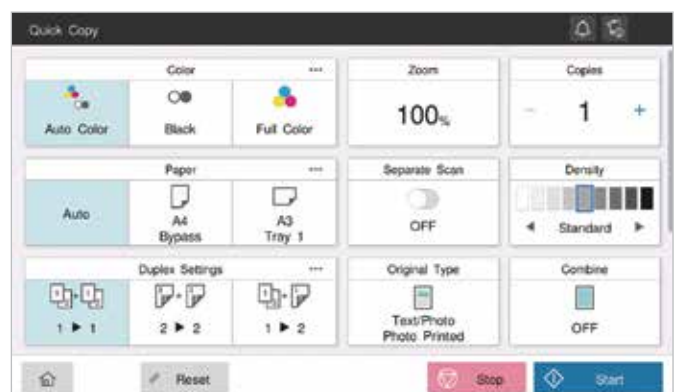 Quick Copy
Color ••• Zoom Copies
Auto Color Black Full Color 100% − 1 +
Paper ••• Separate Scan Density
Auto A4 Bypass A3 Tray 1 OFF ◄ Standard ►
Duplex Settings ••• Original Type Combine
1 ► 1 2 ► 2 1 ► 2 Text/Photo Photo Printed OFF
Reset Stop Start